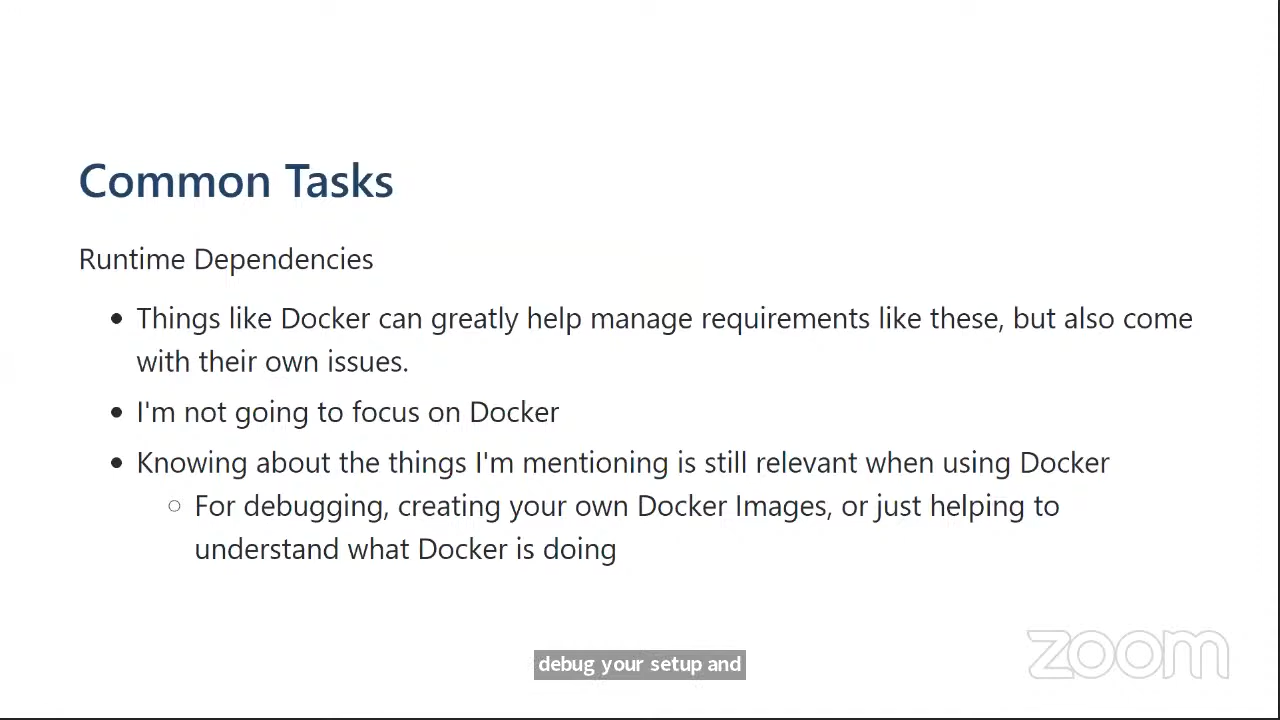 Common Tasks
Runtime Dependencies
• Things like Docker can greatly help manage requirements like these, but also come
with their own issues.
• I'm not going to focus on Docker
• Knowing about the things I'm mentioning is still relevant when using Docker
○ For debugging, creating your own Docker Images, or just helping to
understand what Docker is doing
debug your setup and
zoom